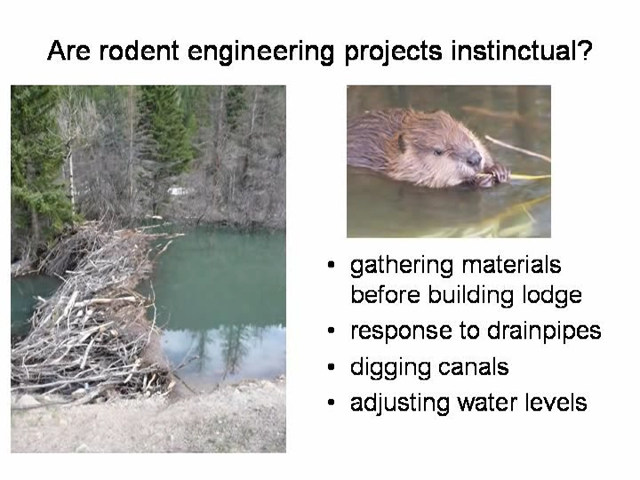 Are rodent engineering projects instinctual?
• gathering materials
before building lodge
• response to drainpipes
• digging canals
• adjusting water levels